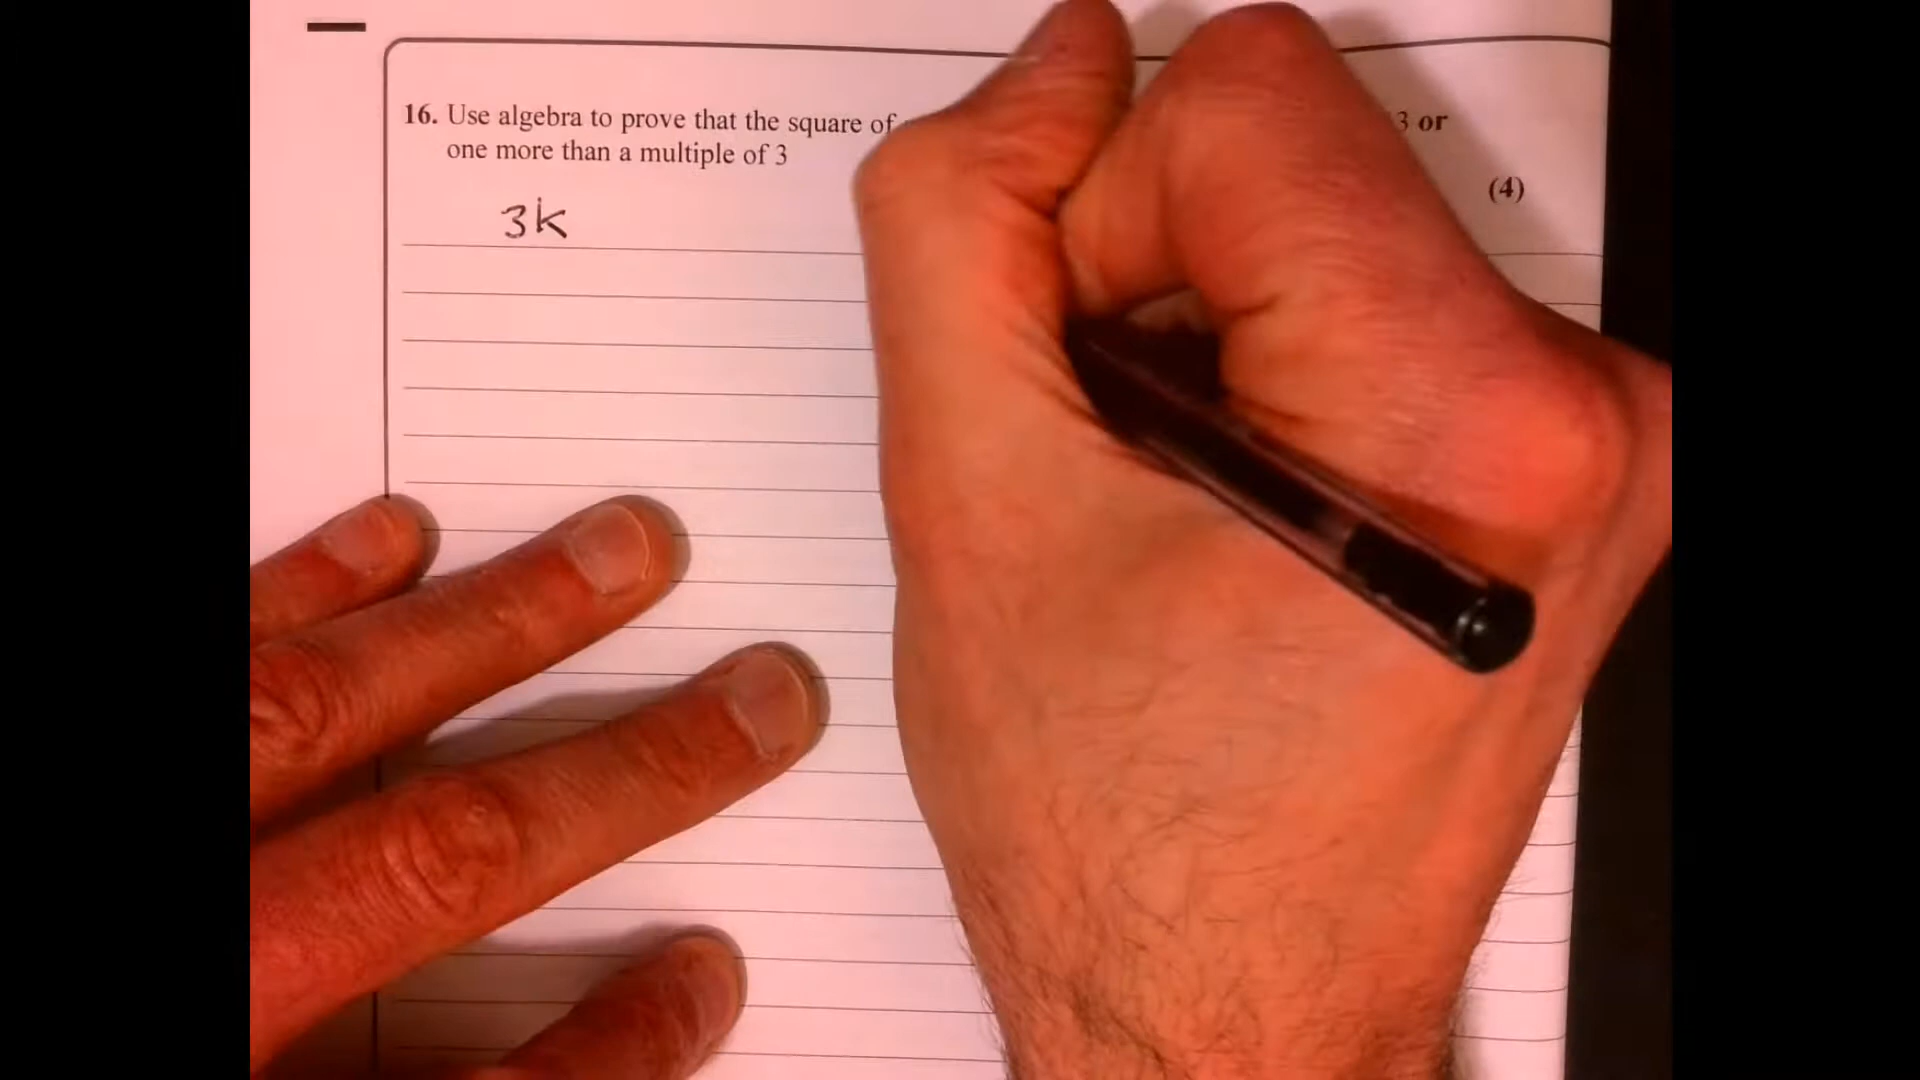 16. Use algebra to prove that the square of 3 or
one more than a multiple of 3
(4)
3k